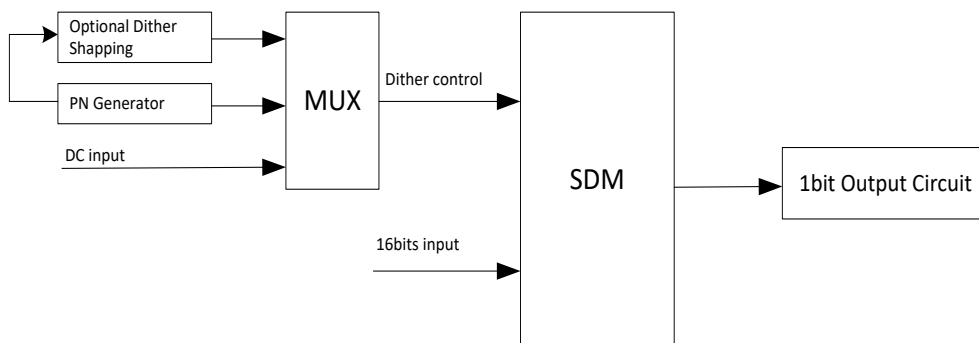 Optional Dither
Shapping
PN Generator
DC input
MUX
Dither control
16bits input
SDM
1bit Output Circuit